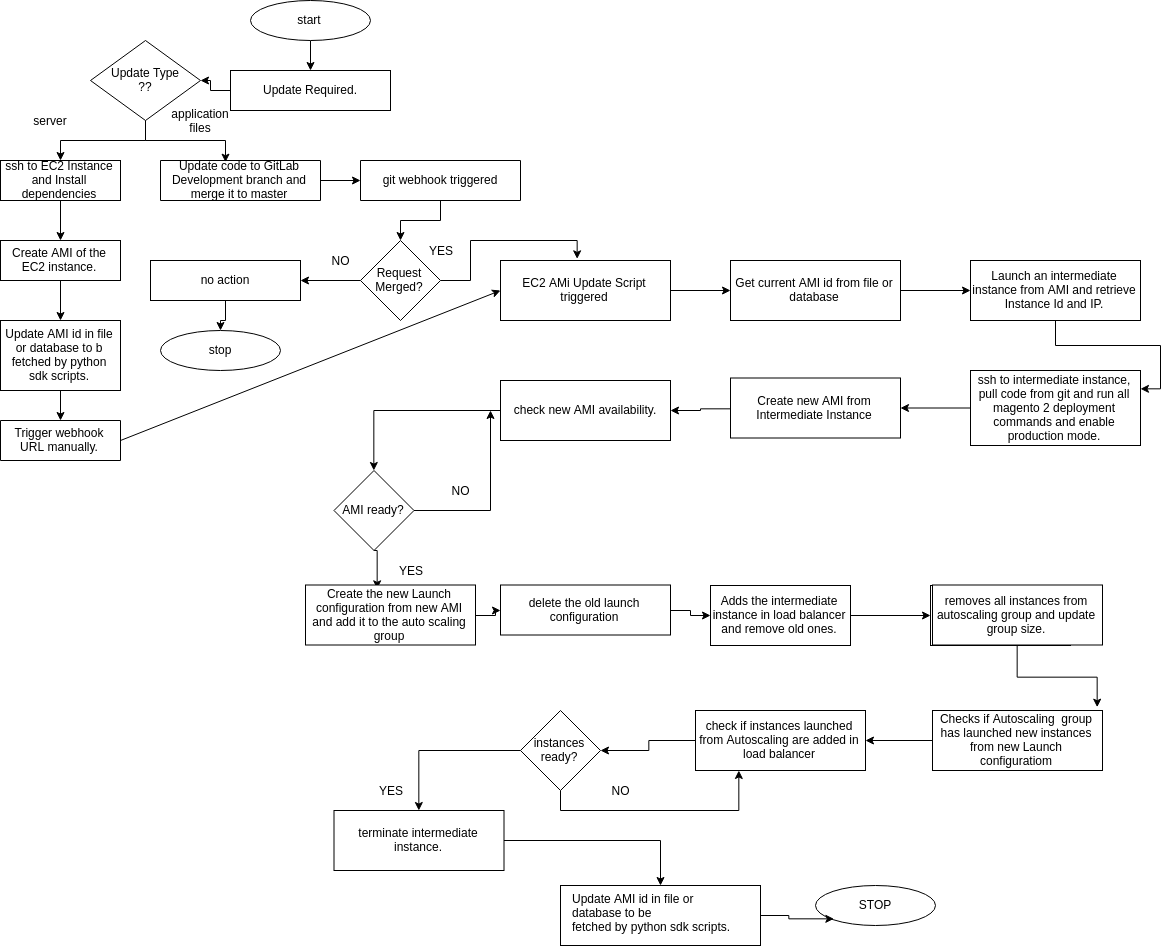 start
Update Type
??
Update Required.
server
application
files
ssh to EC2 Instance
and Install
dependencies
Update code to GitLab
Development branch and
merge it to master
git webhook triggered
Create AMI of the
EC2 instance.
NO
Request
Merged?
YES
no action
EC2 AMi Update Script
triggered
Get current AMI id from file or
database
Launch an intermediate
instance from AMI and retrieve
Instance Id and IP.
Update AMI id in file
or database to b
fetched by python
sdk scripts.
stop
Trigger webhook
URL manually.
ssh to intermediate instance,
pull code from git and run all
magento 2 deployment
commands and enable
production mode.
Create new AMI from
Intermediate Instance
check new AMI availability.
AMI ready?
NO
YES
Create the new Launch
configuration from new AMI
and add it to the auto scaling
group
delete the old launch
configuration
Adds the intermediate
instance in load balancer
and remove old ones.
removes all instances from
autoscaling group and update
group size.
Checks if Autoscaling group
has launched new instances
from new Launch
configuratiom
check if instances launched
from Autoscaling are added in
load balancer
instances
ready?
YES
NO
terminate intermediate
instance.
Update AMI id in file or
database to be
fetched by python sdk scripts.
STOP